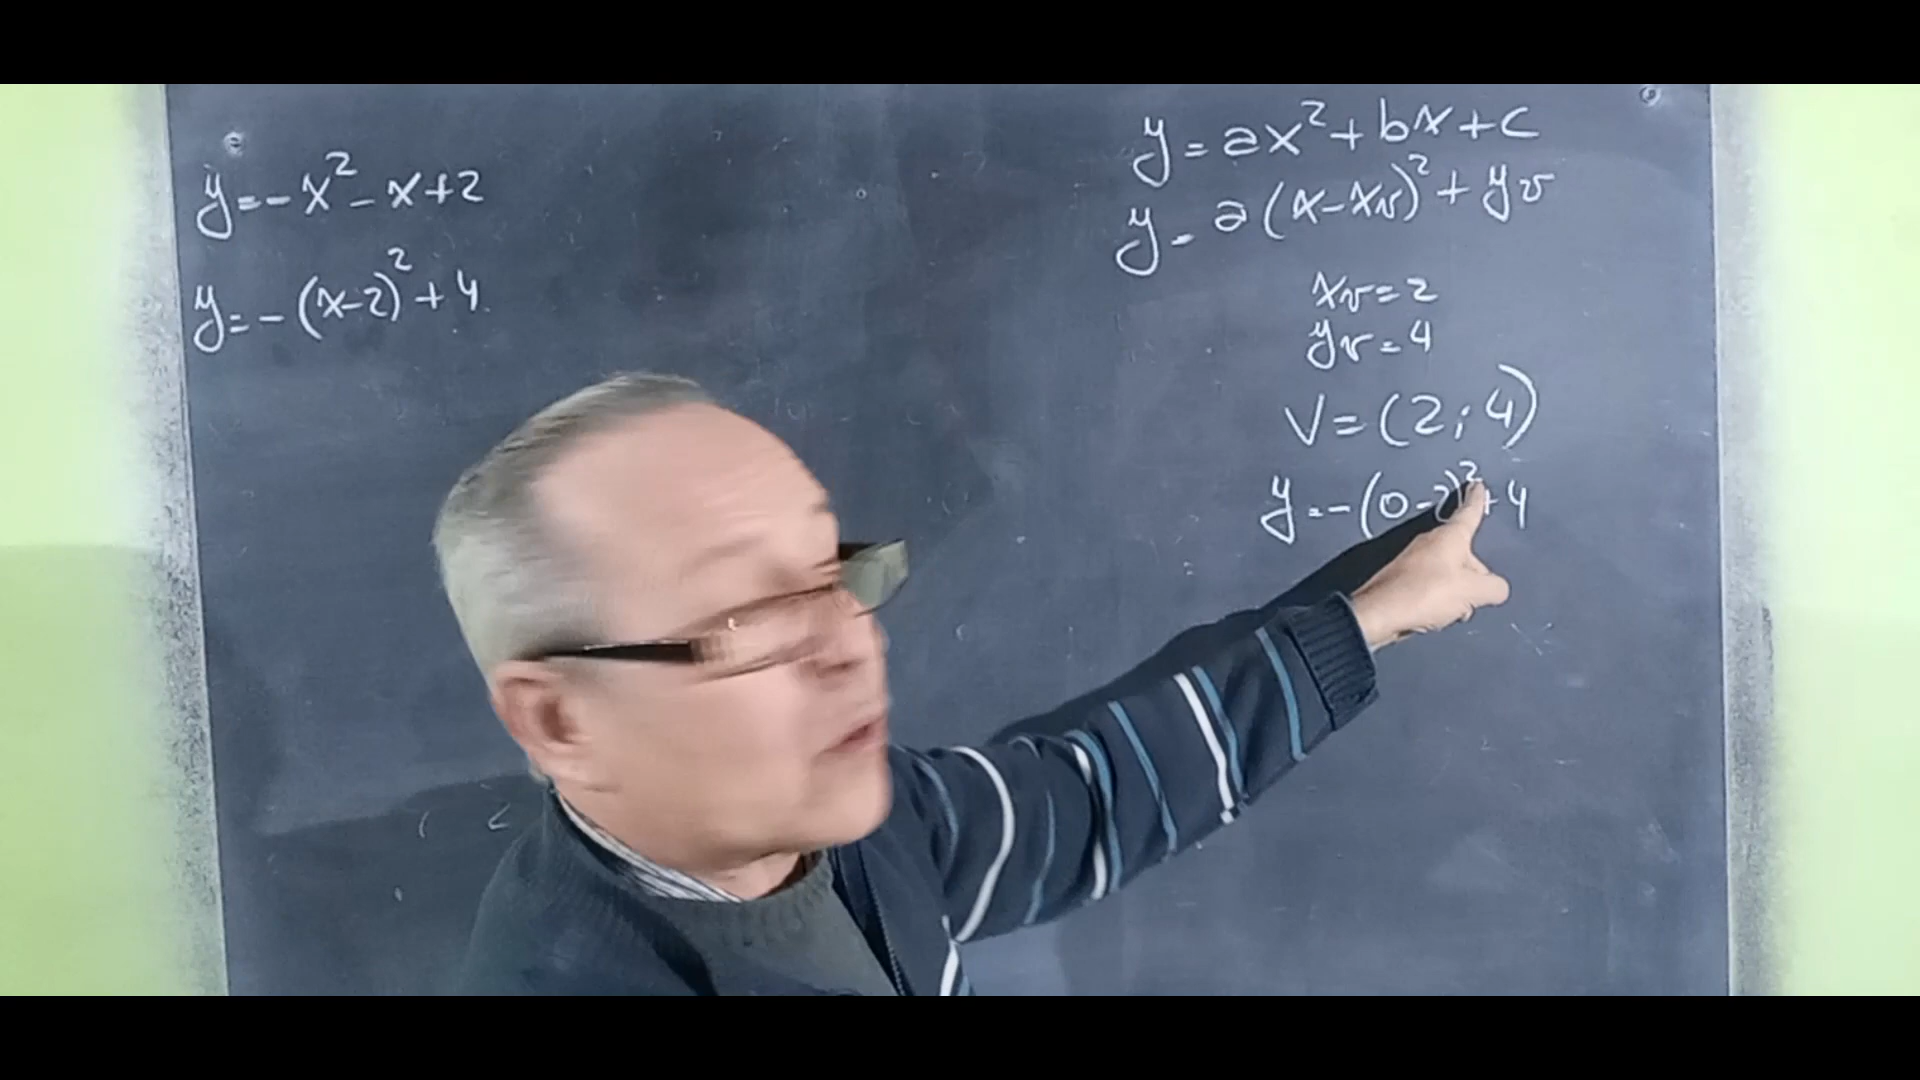 y=-x²-x+2
y=-(x-2)²+4
y=ax²+bx+c
y=a(x-xv)²+yv
xv=2
yv=4
V=(2;4)
y=-(0-2)²+4